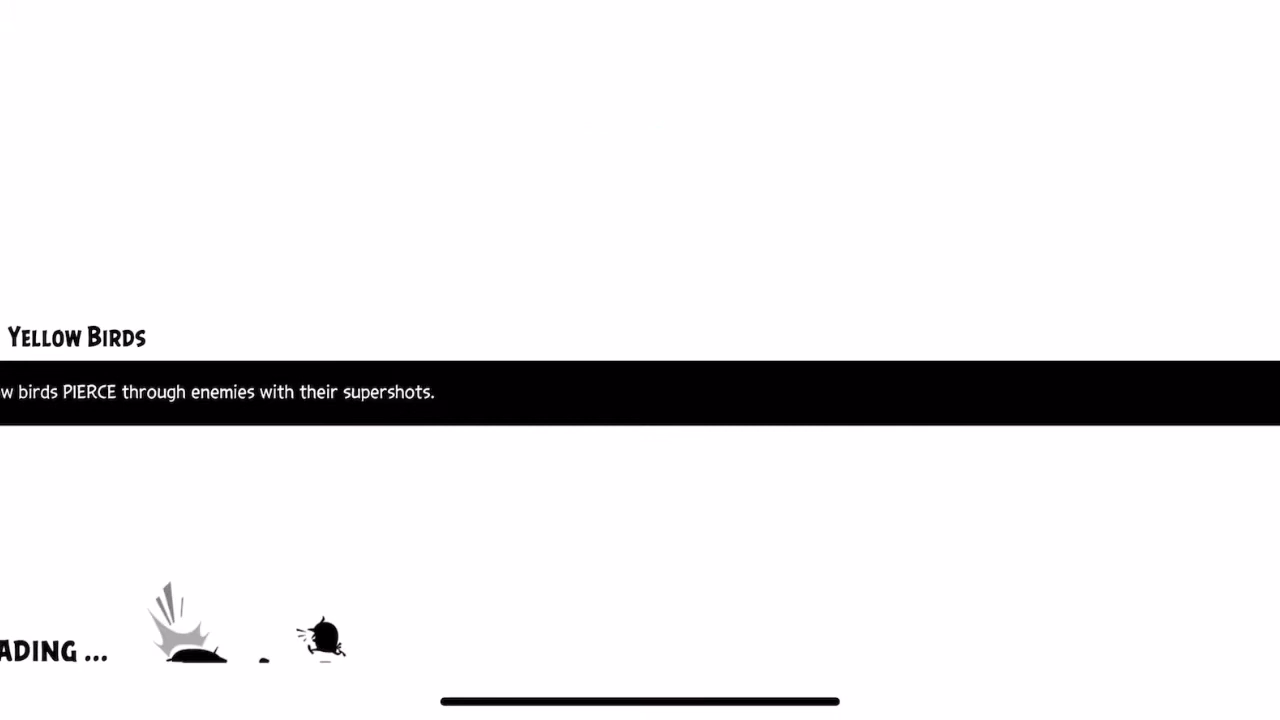 YELLOW BIRDS
w birds PIERCE through enemies with their supershots.
ADING ...